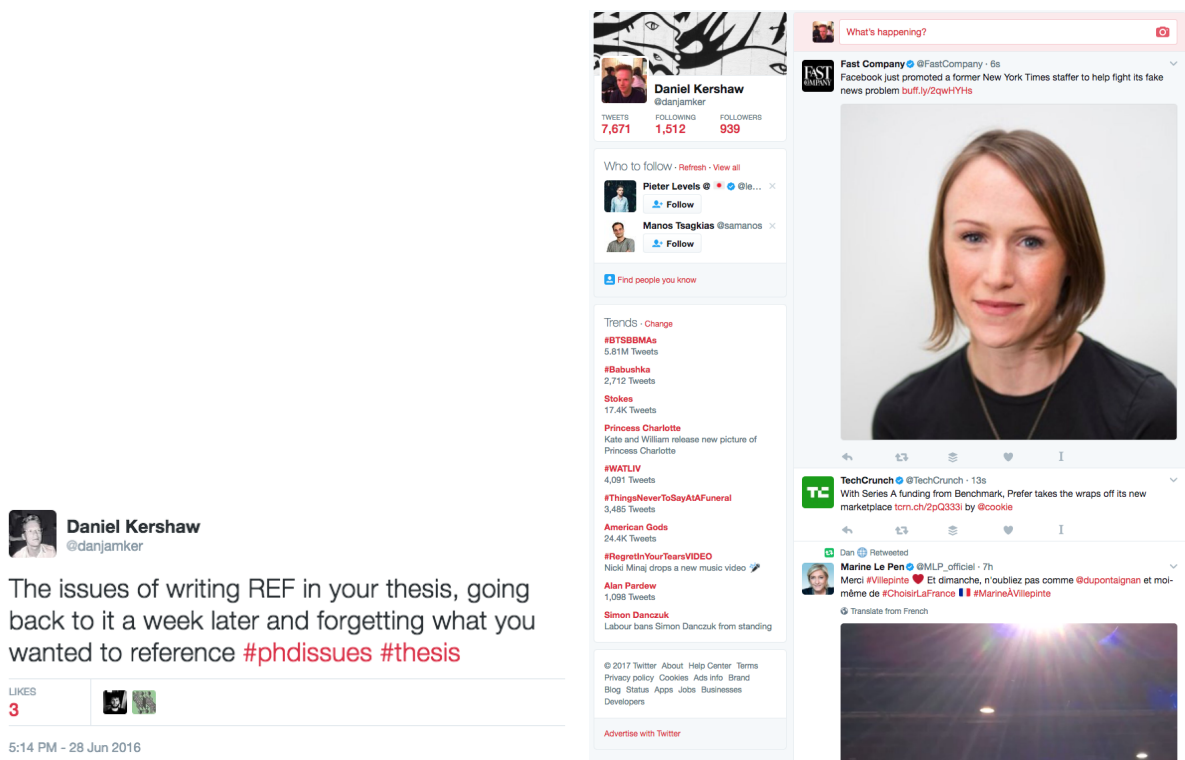 Daniel Kershaw
@danjamker
The issues of writing REF in your thesis, going
back to it a week later and forgetting what you
wanted to reference #phdissues #thesis
LIKES
3
5:14 PM - 28 Jun 2016
Daniel Kershaw
@danjamker
TWEETS FOLLOWING FOLLOWERS
7,671 1,512 939
Who to follow · Refresh · View all
Pieter Levels @ @le...
Follow
Manos Tsagkias @samanos
Follow
Find people you know
Trends · Change
#BTSBBMAs
5.81M Tweets
#Babushka
2,712 Tweets
Stokes
17.4K Tweets
Princess Charlotte
Kate and William release new picture of
Princess Charlotte
#WATLIV
4,091 Tweets
#ThingsNeverToSayAtAFuneral
3,485 Tweets
American Gods
24.4K Tweets
#RegretInYourTearsVIDEO
Nicki Minaj drops a new music video 🎤
Alan Pardew
1,098 Tweets
Simon Danczuk
Labour bans Simon Danczuk from standing
© 2017 Twitter About Help Center Terms
Privacy policy Cookies Ads info Brand
Blog Status Apps Jobs Businesses
Developers
Advertise with Twitter
What's happening?
FAST COMPANY
Fast Company @FastCompany · 6s
Facebook just promoted a former New York Times staffer to help fight its fake
news problem buff.ly/2qwHYHs
TechCrunch @TechCrunch · 13s
With Series A funding from Benchmark, Prefer takes the wraps off its new
marketplace tcrn.ch/2pQ333i by @cookie
Dan Retweeted
Marine Le Pen @MLP_officiel · 7h
Merci #Villepinte ❤ Et dimanche, n'oubliez pas comme @dupontaignan et moi-
même de #ChoisirLaFrance 🇫🇷 #MarineÀVillepinte
Translate from French